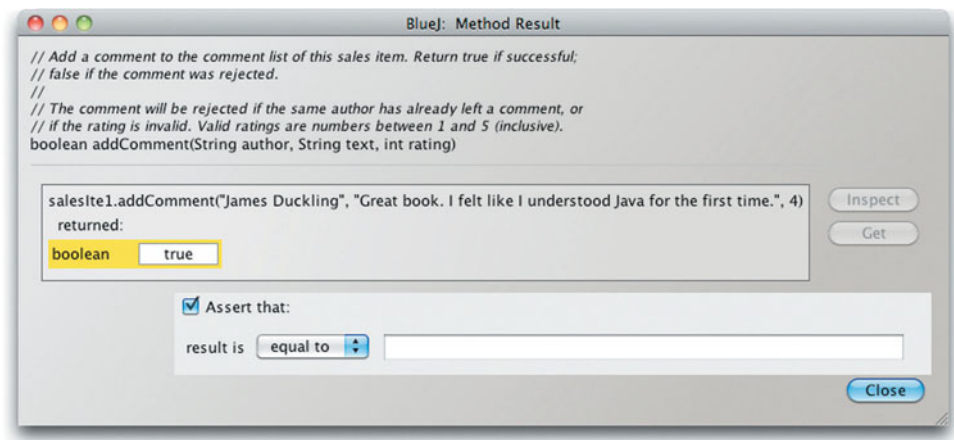 BlueJ: Method Result
// Add a comment to the comment list of this sales item. Return true if successful;
// false if the comment was rejected.
//
// The comment will be rejected if the same author has already left a comment, or
// if the rating is invalid. Valid ratings are numbers between 1 and 5 (inclusive).
boolean addComment(String author, String text, int rating)
salesIte1.addComment("James Duckling", "Great book. I felt like I understood Java for the first time.", 4)
returned:
boolean true
Inspect
Get
Assert that:
result is equal to
Close